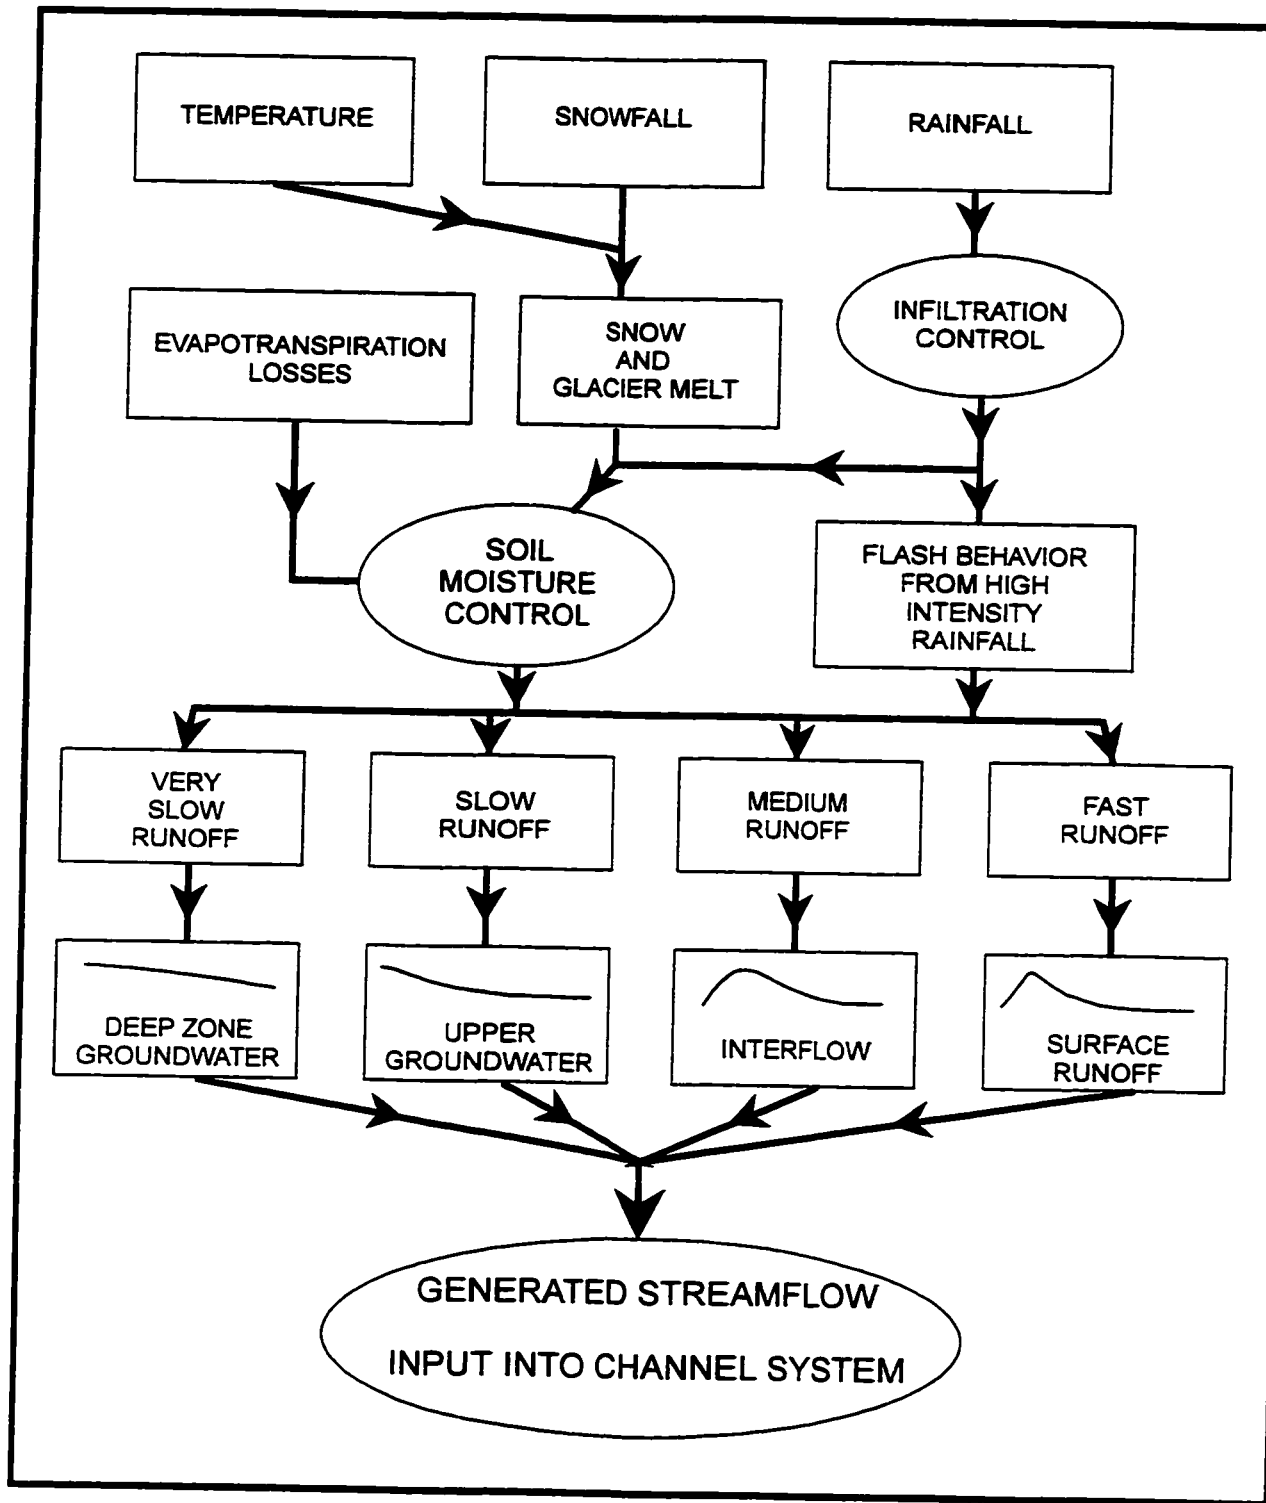 TEMPERATURE
SNOWFALL
RAINFALL
EVAPOTRANSPIRATION
LOSSES
SNOW
AND
GLACIER MELT
INFILTRATION
CONTROL
SOIL
MOISTURE
CONTROL
FLASH BEHAVIOR
FROM HIGH
INTENSITY
RAINFALL
VERY
SLOW
RUNOFF
SLOW
RUNOFF
MEDIUM
RUNOFF
FAST
RUNOFF
DEEP ZONE
GROUNDWATER
UPPER
GROUNDWATER
INTERFLOW
SURFACE
RUNOFF
GENERATED STREAMFLOW
INPUT INTO CHANNEL SYSTEM